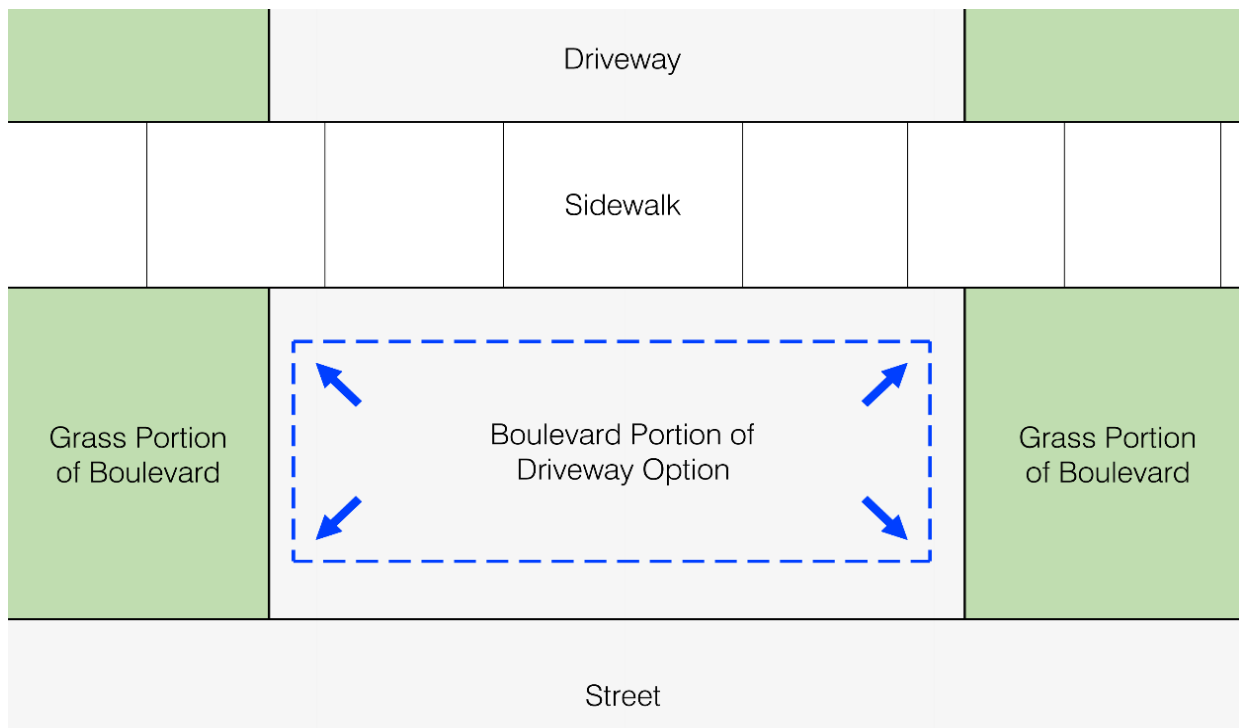 Driveway
Sidewalk
Grass Portion
of Boulevard
Boulevard Portion of
Driveway Option
Grass Portion
of Boulevard
Street